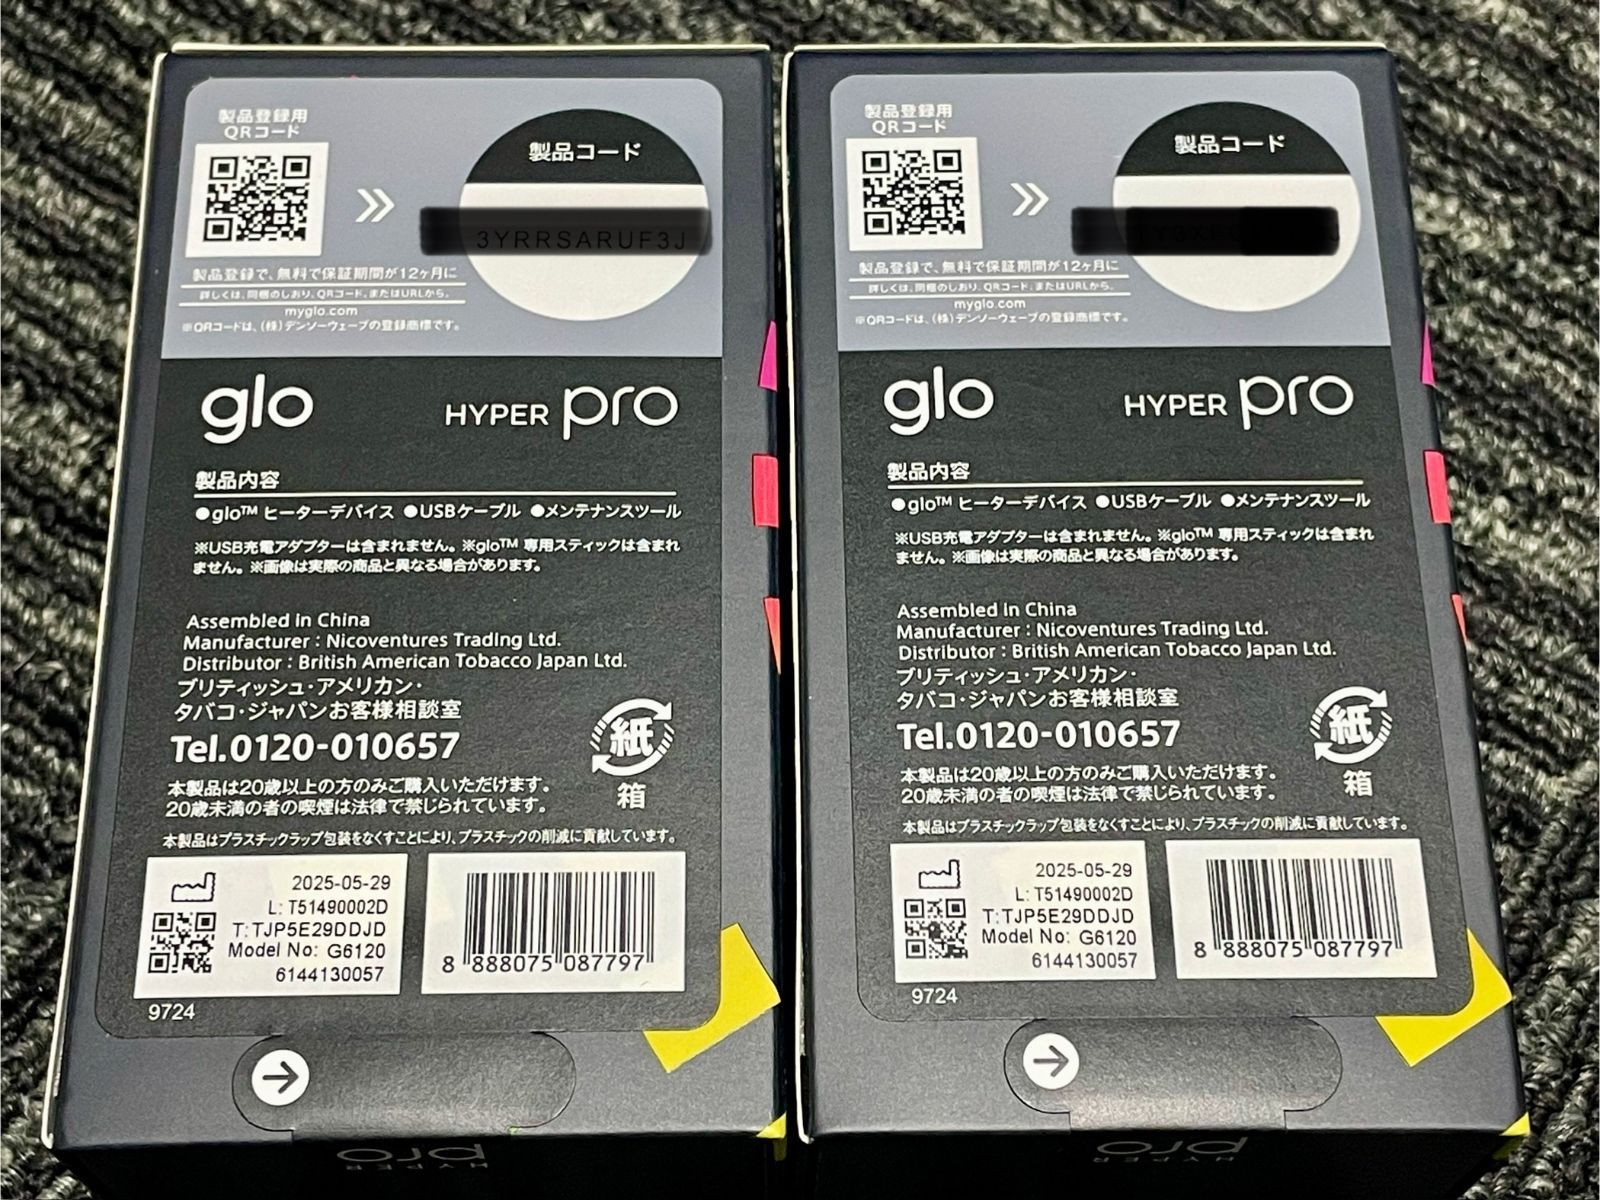 製品登録用
QRコード
製品コード
製品登録で、無料で保証期間が12ヶ月に
詳しくは、同梱のしおり、QRコード、またはURLから。
myglo.com
※QRコードは、(株)デンソーウェーブの登録商標です。
glo
HYPER pro
製品内容
●glo™ ヒーターデバイス ●USBケーブル ●メンテナンスツール
※USB充電アダプターは含まれません。※glo™ 専用スティックは含まれ
ません。※画像は実際の商品と異なる場合があります。
Assembled in China
Manufacturer : Nicoventures Trading Ltd.
Distributor : British American Tobacco Japan Ltd.
ブリティッシュ・アメリカン・
タバコ・ジャパンお客様相談室
Tel.0120-010657
紙
箱
本製品は20歳以上の方のみご購入いただけます。
20歳未満の者の喫煙は法律で禁じられています。
本製品はプラスチックラップ包装をなくすことにより、プラスチックの削減に貢献しています。
2025-05-29
L: T51490002D
T: TJP5E29DDJD
Model No: G6120
6144130057
8 888075 087797
9724
HYPER pro
製品登録用
QRコード
製品コード
製品登録で、無料で保証期間が12ヶ月に
詳しくは、同梱のしおり、QRコード、またはURLから。
myglo.com
※QRコードは、(株)デンソーウェーブの登録商標です。
glo
HYPER pro
製品内容
●glo™ ヒーターデバイス ●USBケーブル ●メンテナンスツール
※USB充電アダプターは含まれません。※glo™ 専用スティックは含まれ
ません。※画像は実際の商品と異なる場合があります。
Assembled in China
Manufacturer : Nicoventures Trading Ltd.
Distributor : British American Tobacco Japan Ltd.
ブリティッシュ・アメリカン・
タバコ・ジャパンお客様相談室
Tel.0120-010657
紙
箱
本製品は20歳以上の方のみご購入いただけます。
20歳未満の者の喫煙は法律で禁じられています。
本製品はプラスチックラップ包装をなくすことにより、プラスチックの削減に貢献しています。
2025-05-29
L: T51490002D
T: TJP5E29DDJD
Model No: G6120
6144130057
8 888075 087797
9724
HYPER pro